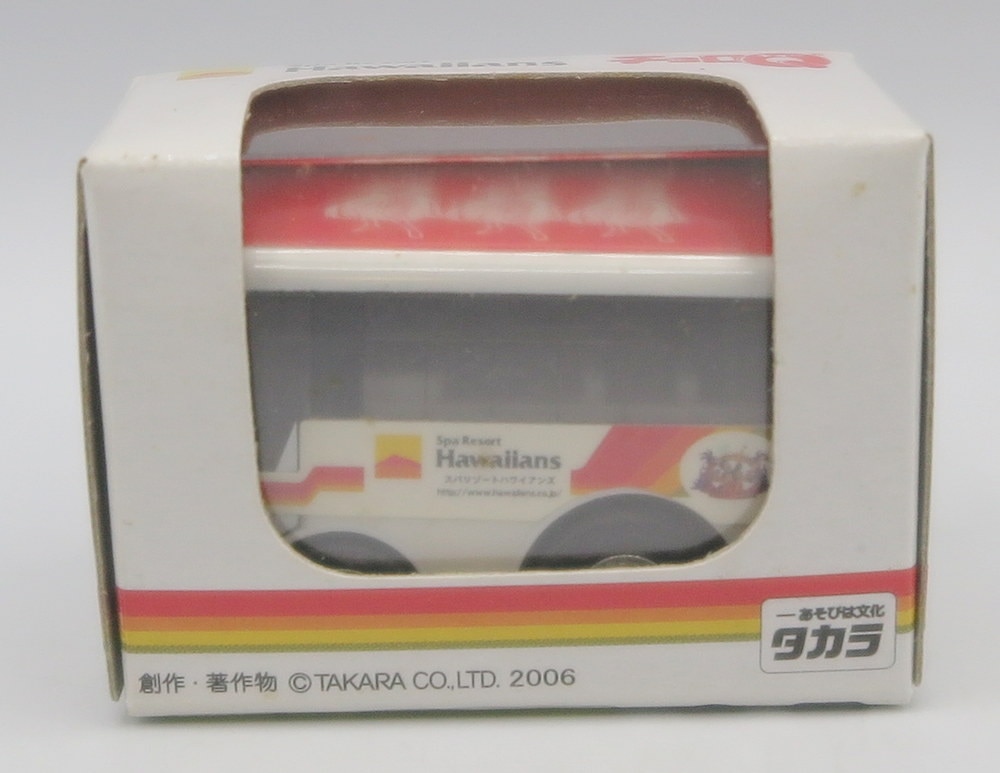 Hawaiians
Spa Resort
Hawaiians
スパリゾートハワイアンズ
http://www.hawaiians.co.jp/
あそびは文化
タカラ
創作・著作物 ©TAKARA CO.,LTD. 2006